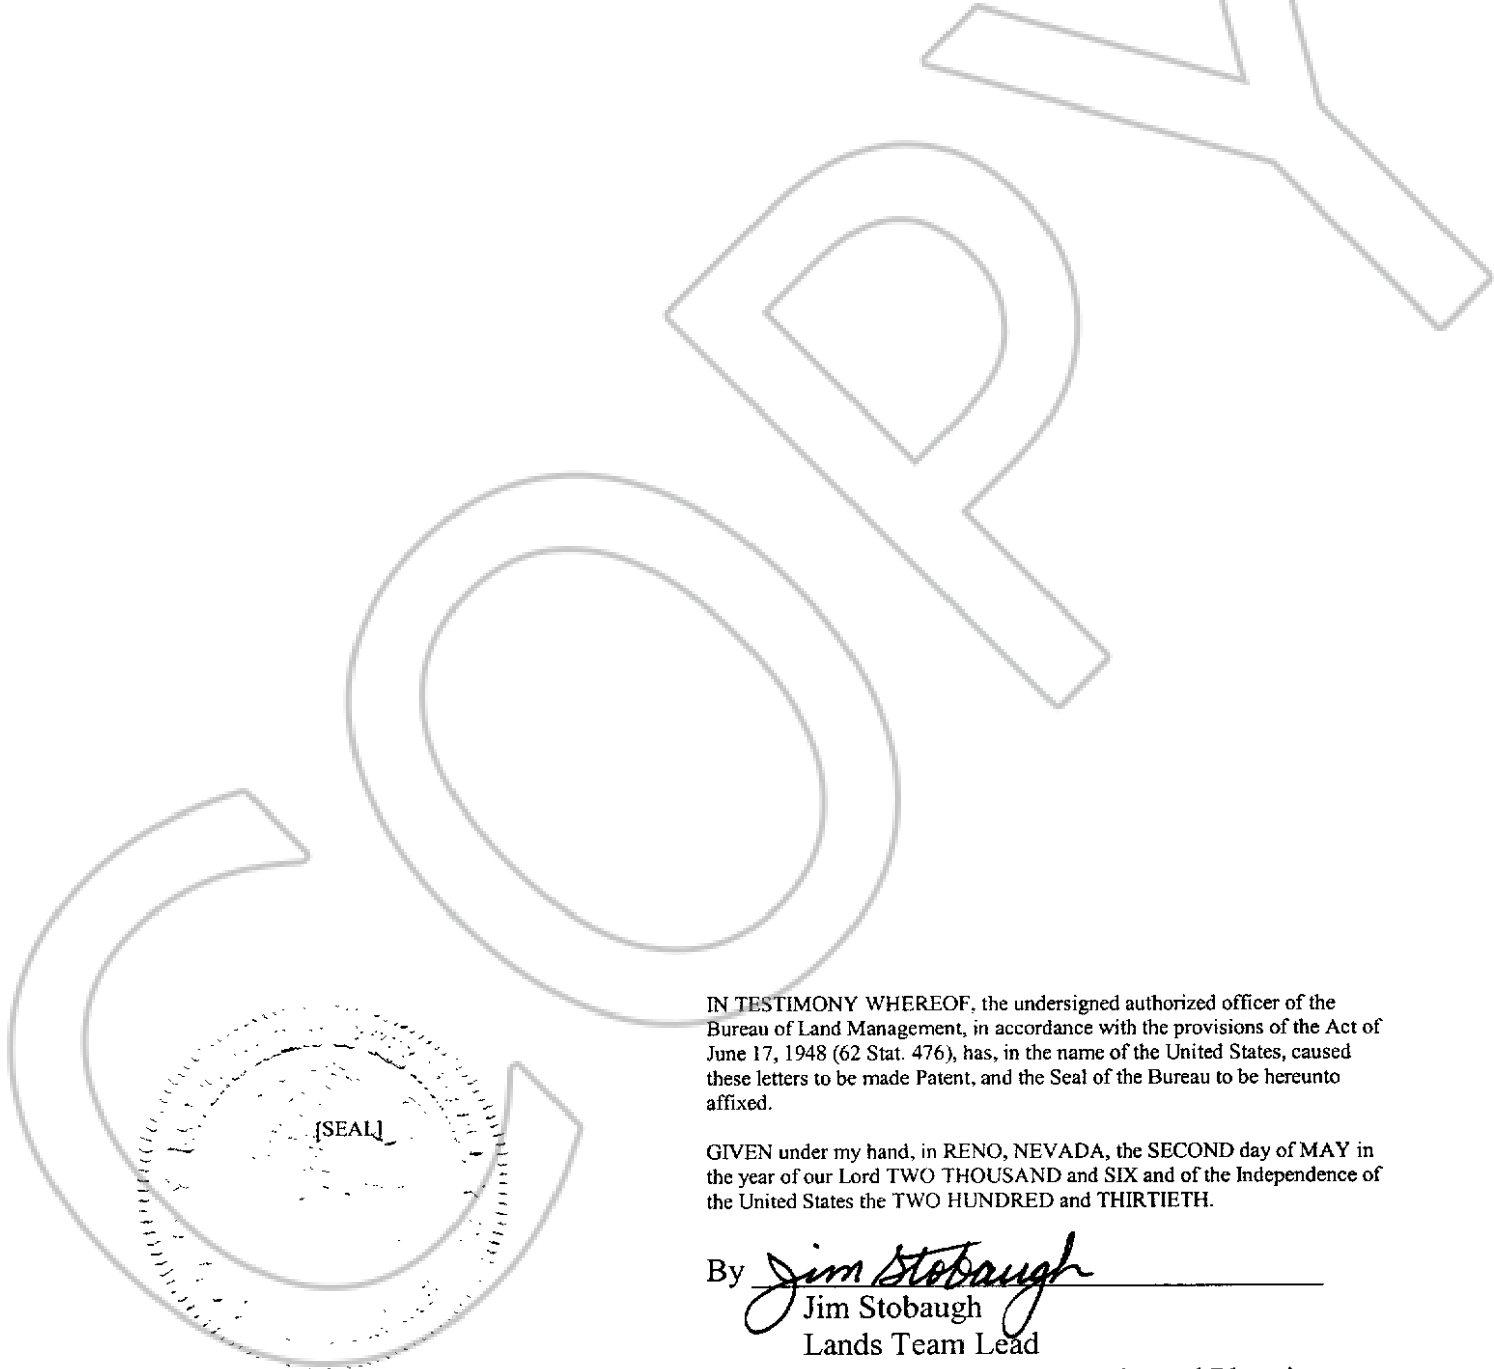 COPY
IN TESTIMONY WHEREOF, the undersigned authorized officer of the
Bureau of Land Management, in accordance with the provisions of the Act of
June 17, 1948 (62 Stat. 476), has, in the name of the United States, caused
these letters to be made Patent, and the Seal of the Bureau to be hereunto
affixed.
[SEAL]
GIVEN under my hand, in RENO, NEVADA, the SECOND day of MAY in
the year of our Lord TWO THOUSAND and SIX and of the Independence of
the United States the TWO HUNDRED and THIRTIETH.
By Jim Stobaugh
Jim Stobaugh
Lands Team Lead